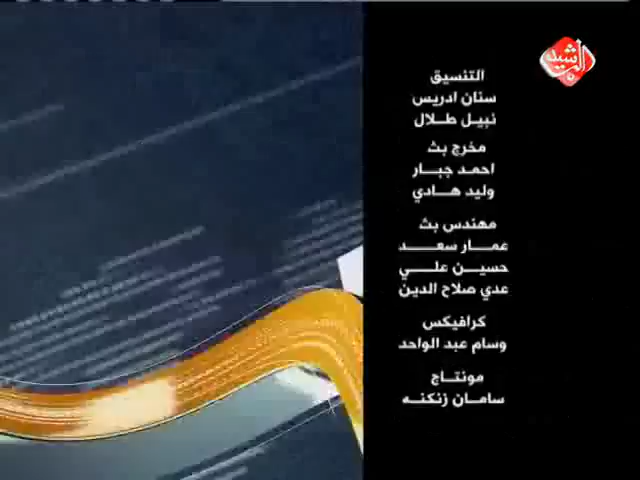 الرشيد
التنسيق
سنان ادريس
نبيل طلال
مخرج بث
احمد جبار
وليد هادي
مهندس بث
عمار سعد
حسين علي
عدي صلاح الدين
كرافيكس
وسام عبد الواحد
مونتاج
سامان زنكنه